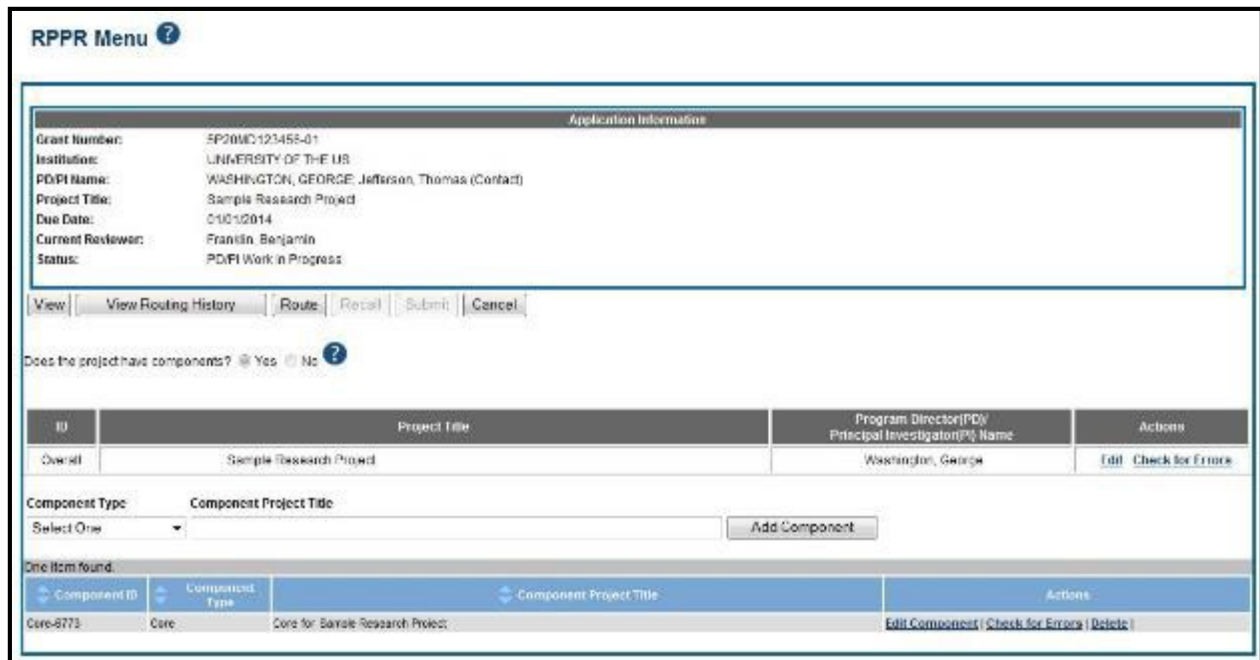 RPPR Menu ?
Application Information
Grant Number: 5P20MD123456-01
Institution: UNIVERSITY OF THE US
PD/PI Name: WASHINGTON, GEORGE; Jefferson, Thomas (Contact)
Project Title: Sample Research Project
Due Date: 01/01/2014
Current Reviewer: Franklin, Benjamin
Status: PD/PI Work in Progress
View View Routing History Route Recall Submit Cancel
Does the project have components? Yes No ?
ID Project Title Program Director(PD)/ Principal Investigator(PI) Name Actions
Overall Sample Research Project Washington, George Edit Check for Errors
Component Type Component Project Title
Select One Add Component
One item found.
Component ID Component Type Component Project Title Actions
Core-6773 Core Core for Sample Research Project Edit Component | Check for Errors | Delete |